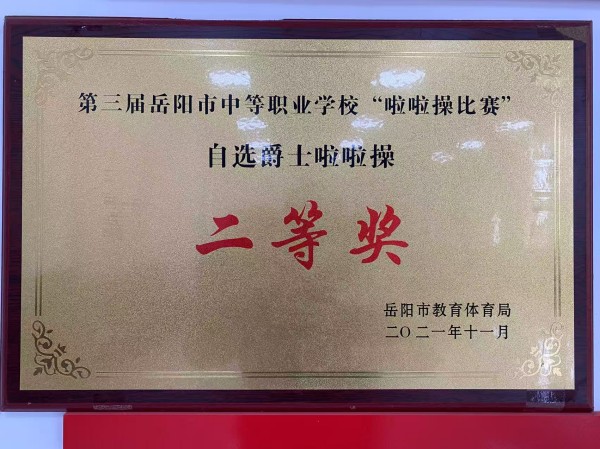 第三届岳阳市中等职业学校“啦啦操比赛”
自选爵士啦啦操
二等奖
岳阳市教育体育局
二〇二一年十一月